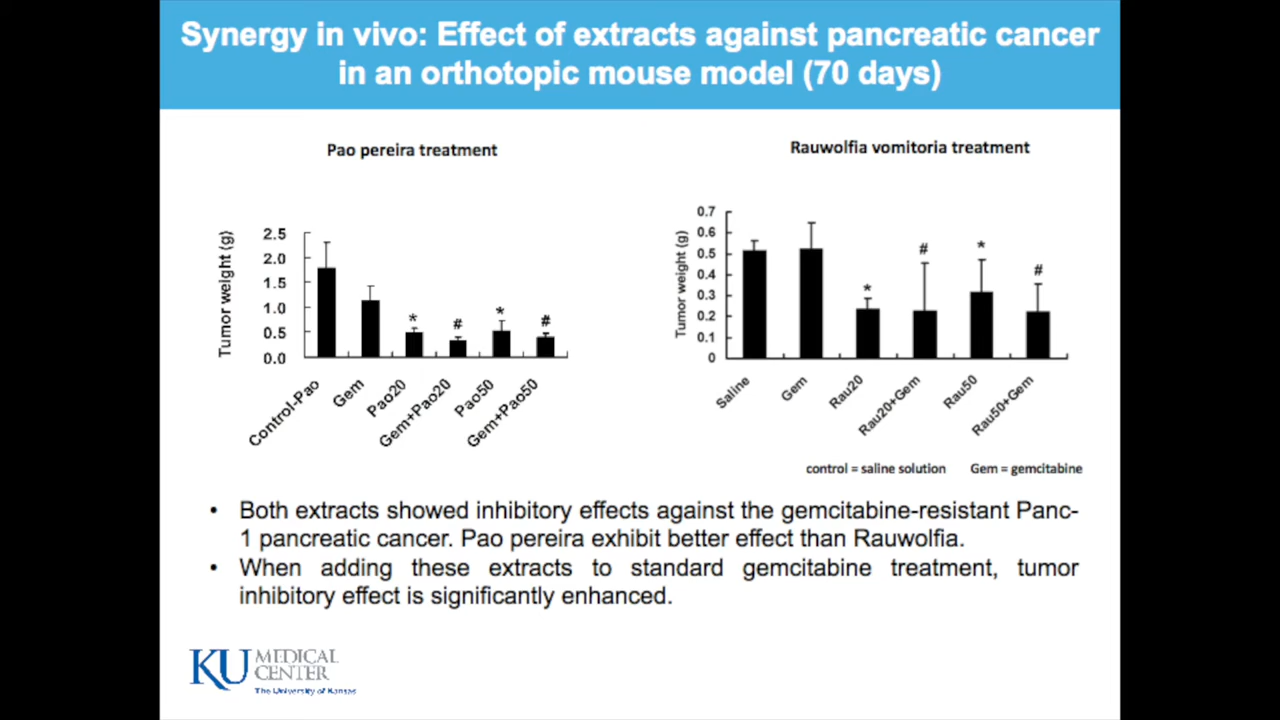 Synergy in vivo: Effect of extracts against pancreatic cancer
in an orthotopic mouse model (70 days)
Pao pereira treatment
Tumor weight (g)
2.5
2.0
1.5
1.0
0.5
0.0
* # * #
Control-Pao
Gem
Pao20
Gem+Pao20
Pao50
Gem+Pao50
Rauwolfia vomitoria treatment
Tumor weight (g)
0.7
0.6
0.5
0.4
0.3
0.2
0.1
0
* # * #
Saline
Gem
Rau20
Rau20+Gem
Rau50
Rau50+Gem
control = saline solution Gem = gemcitabine
• Both extracts showed inhibitory effects against the gemcitabine-resistant Panc-
1 pancreatic cancer. Pao pereira exhibit better effect than Rauwolfia.
• When adding these extracts to standard gemcitabine treatment, tumor
inhibitory effect is significantly enhanced.
KU MEDICAL
CENTER
The University of Kansas